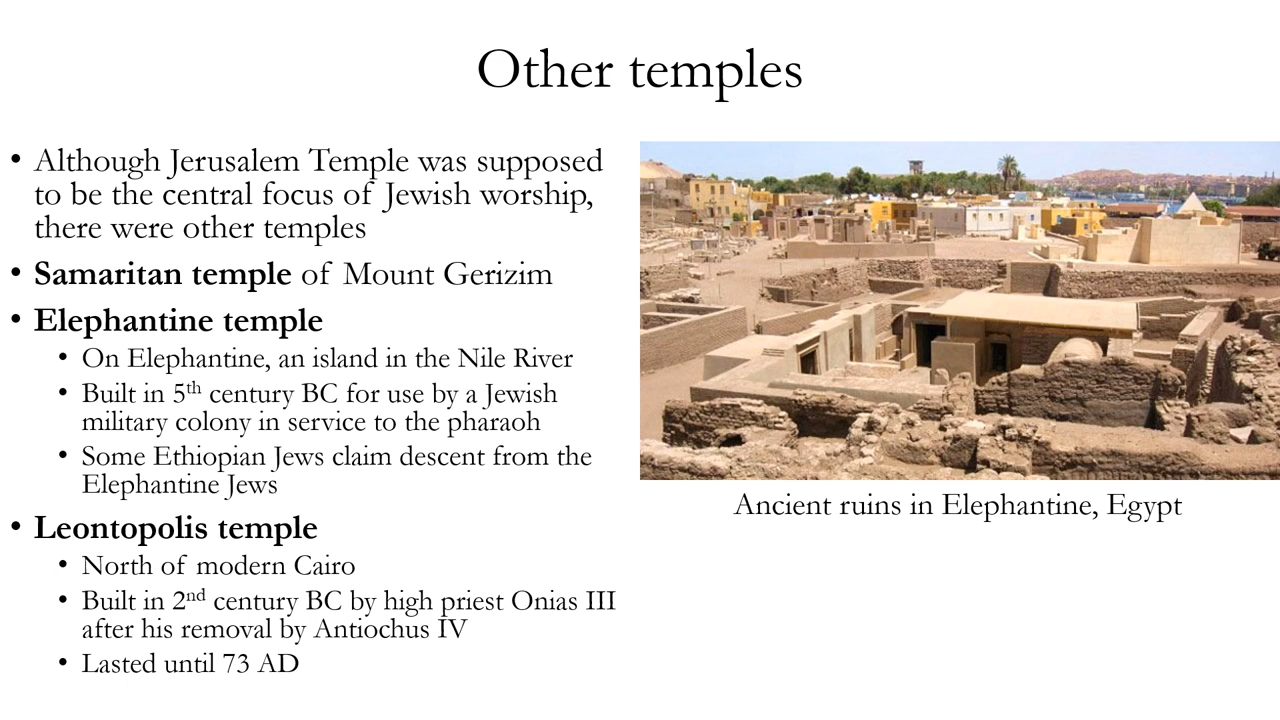 Other temples
• Although Jerusalem Temple was supposed
to be the central focus of Jewish worship,
there were other temples
• Samaritan temple of Mount Gerizim
• Elephantine temple
• On Elephantine, an island in the Nile River
• Built in 5th century BC for use by a Jewish
military colony in service to the pharaoh
• Some Ethiopian Jews claim descent from the
Elephantine Jews
• Leontopolis temple
• North of modern Cairo
• Built in 2nd century BC by high priest Onias III
after his removal by Antiochus IV
• Lasted until 73 AD
Ancient ruins in Elephantine, Egypt